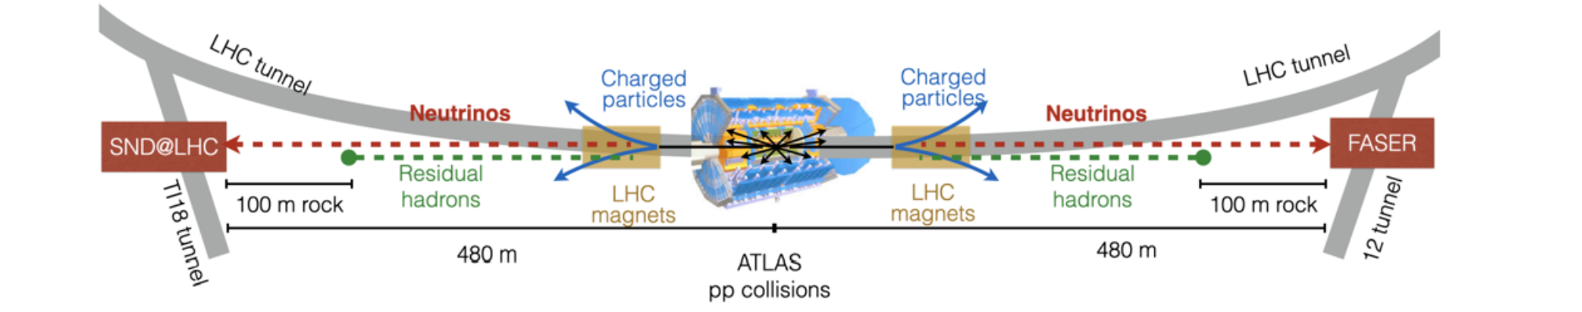 LHC tunnel
Charged
particles
Charged
particles
LHC tunnel
Neutrinos
Neutrinos
SND@LHC
FASER
Residual
hadrons
LHC
magnets
LHC
magnets
Residual
hadrons
TI18 tunnel
100 m rock
100 m rock
12 tunnel
480 m
ATLAS
pp collisions
480 m